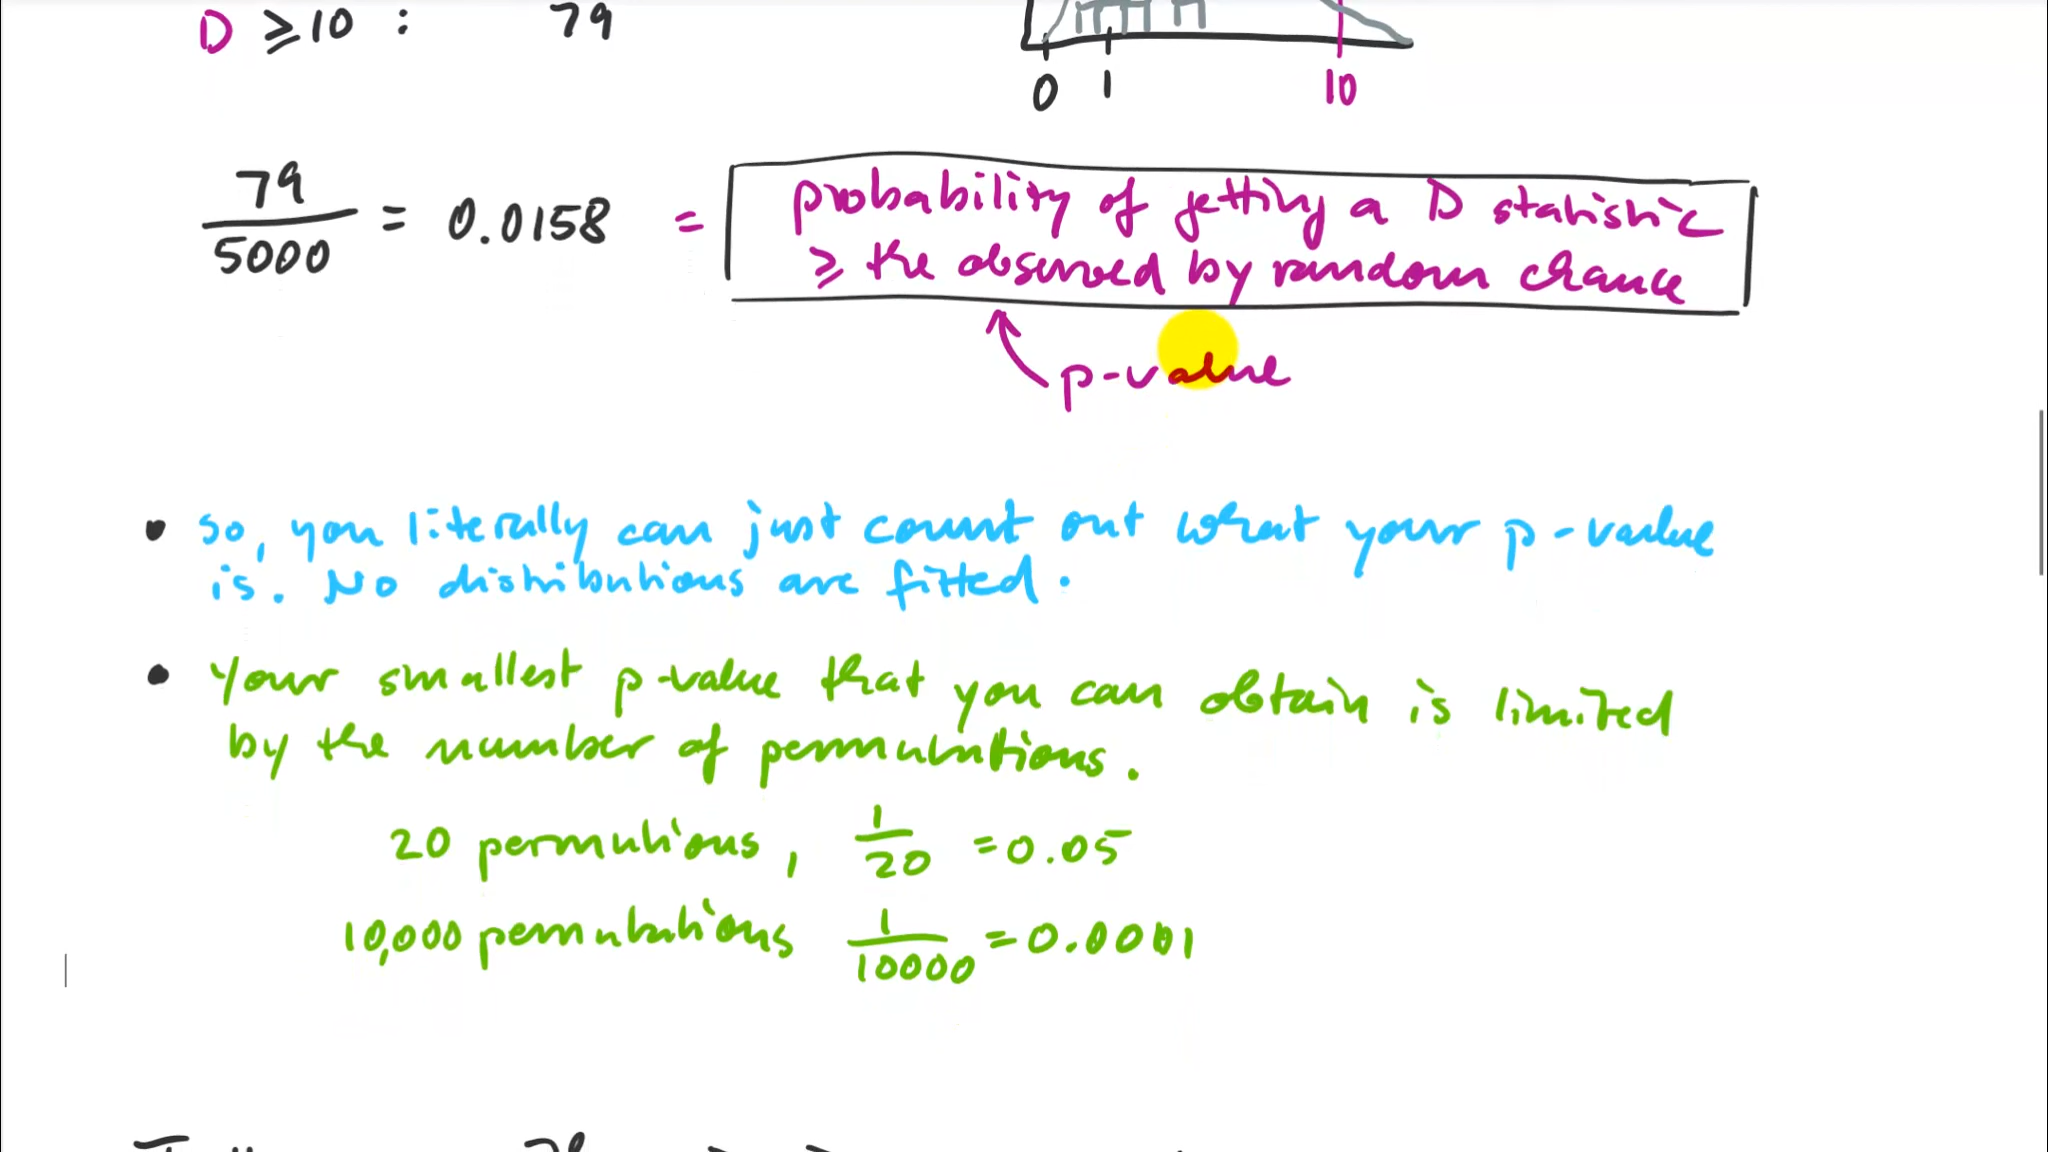 D ≥ 10 : 79
0 1 10
79
5000
= 0.0158 =
probability of getting a D statistic
≥ the observed by random chance
p-value
• so, you literally can just count out what your p-value
is. No distributions are fitted.
• Your smallest p-value that you can obtain is limited
by the number of permutations.
20 permutions, 1/20 = 0.05
10,000 permutations 1/10000 = 0.0001